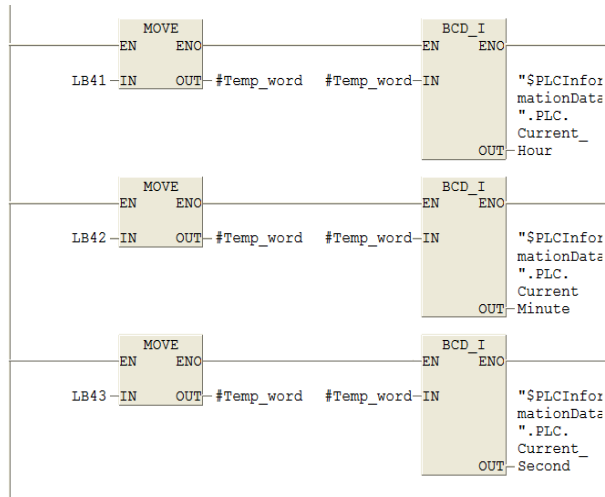 MOVE BCD_I
EN ENO EN ENO
LB41 IN OUT #Temp_word #Temp_word IN "$PLCInfor
mationData
".PLC.
Current_
OUT Hour
MOVE BCD_I
EN ENO EN ENO
LB42 IN OUT #Temp_word #Temp_word IN "$PLCInfor
mationData
".PLC.
Current
OUT Minute
MOVE BCD_I
EN ENO EN ENO
LB43 IN OUT #Temp_word #Temp_word IN "$PLCInfor
mationData
".PLC.
Current_
OUT Second